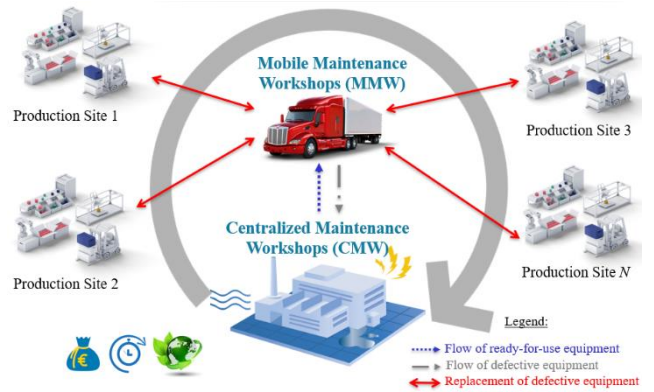 Mobile Maintenance
Workshops (MMW)
Production Site 1
Production Site 3
Centralized Maintenance
Workshops (CMW)
Production Site 2
Production Site N
Legend:
Flow of ready-for-use equipment
Flow of defective equipment
Replacement of defective equipment
€